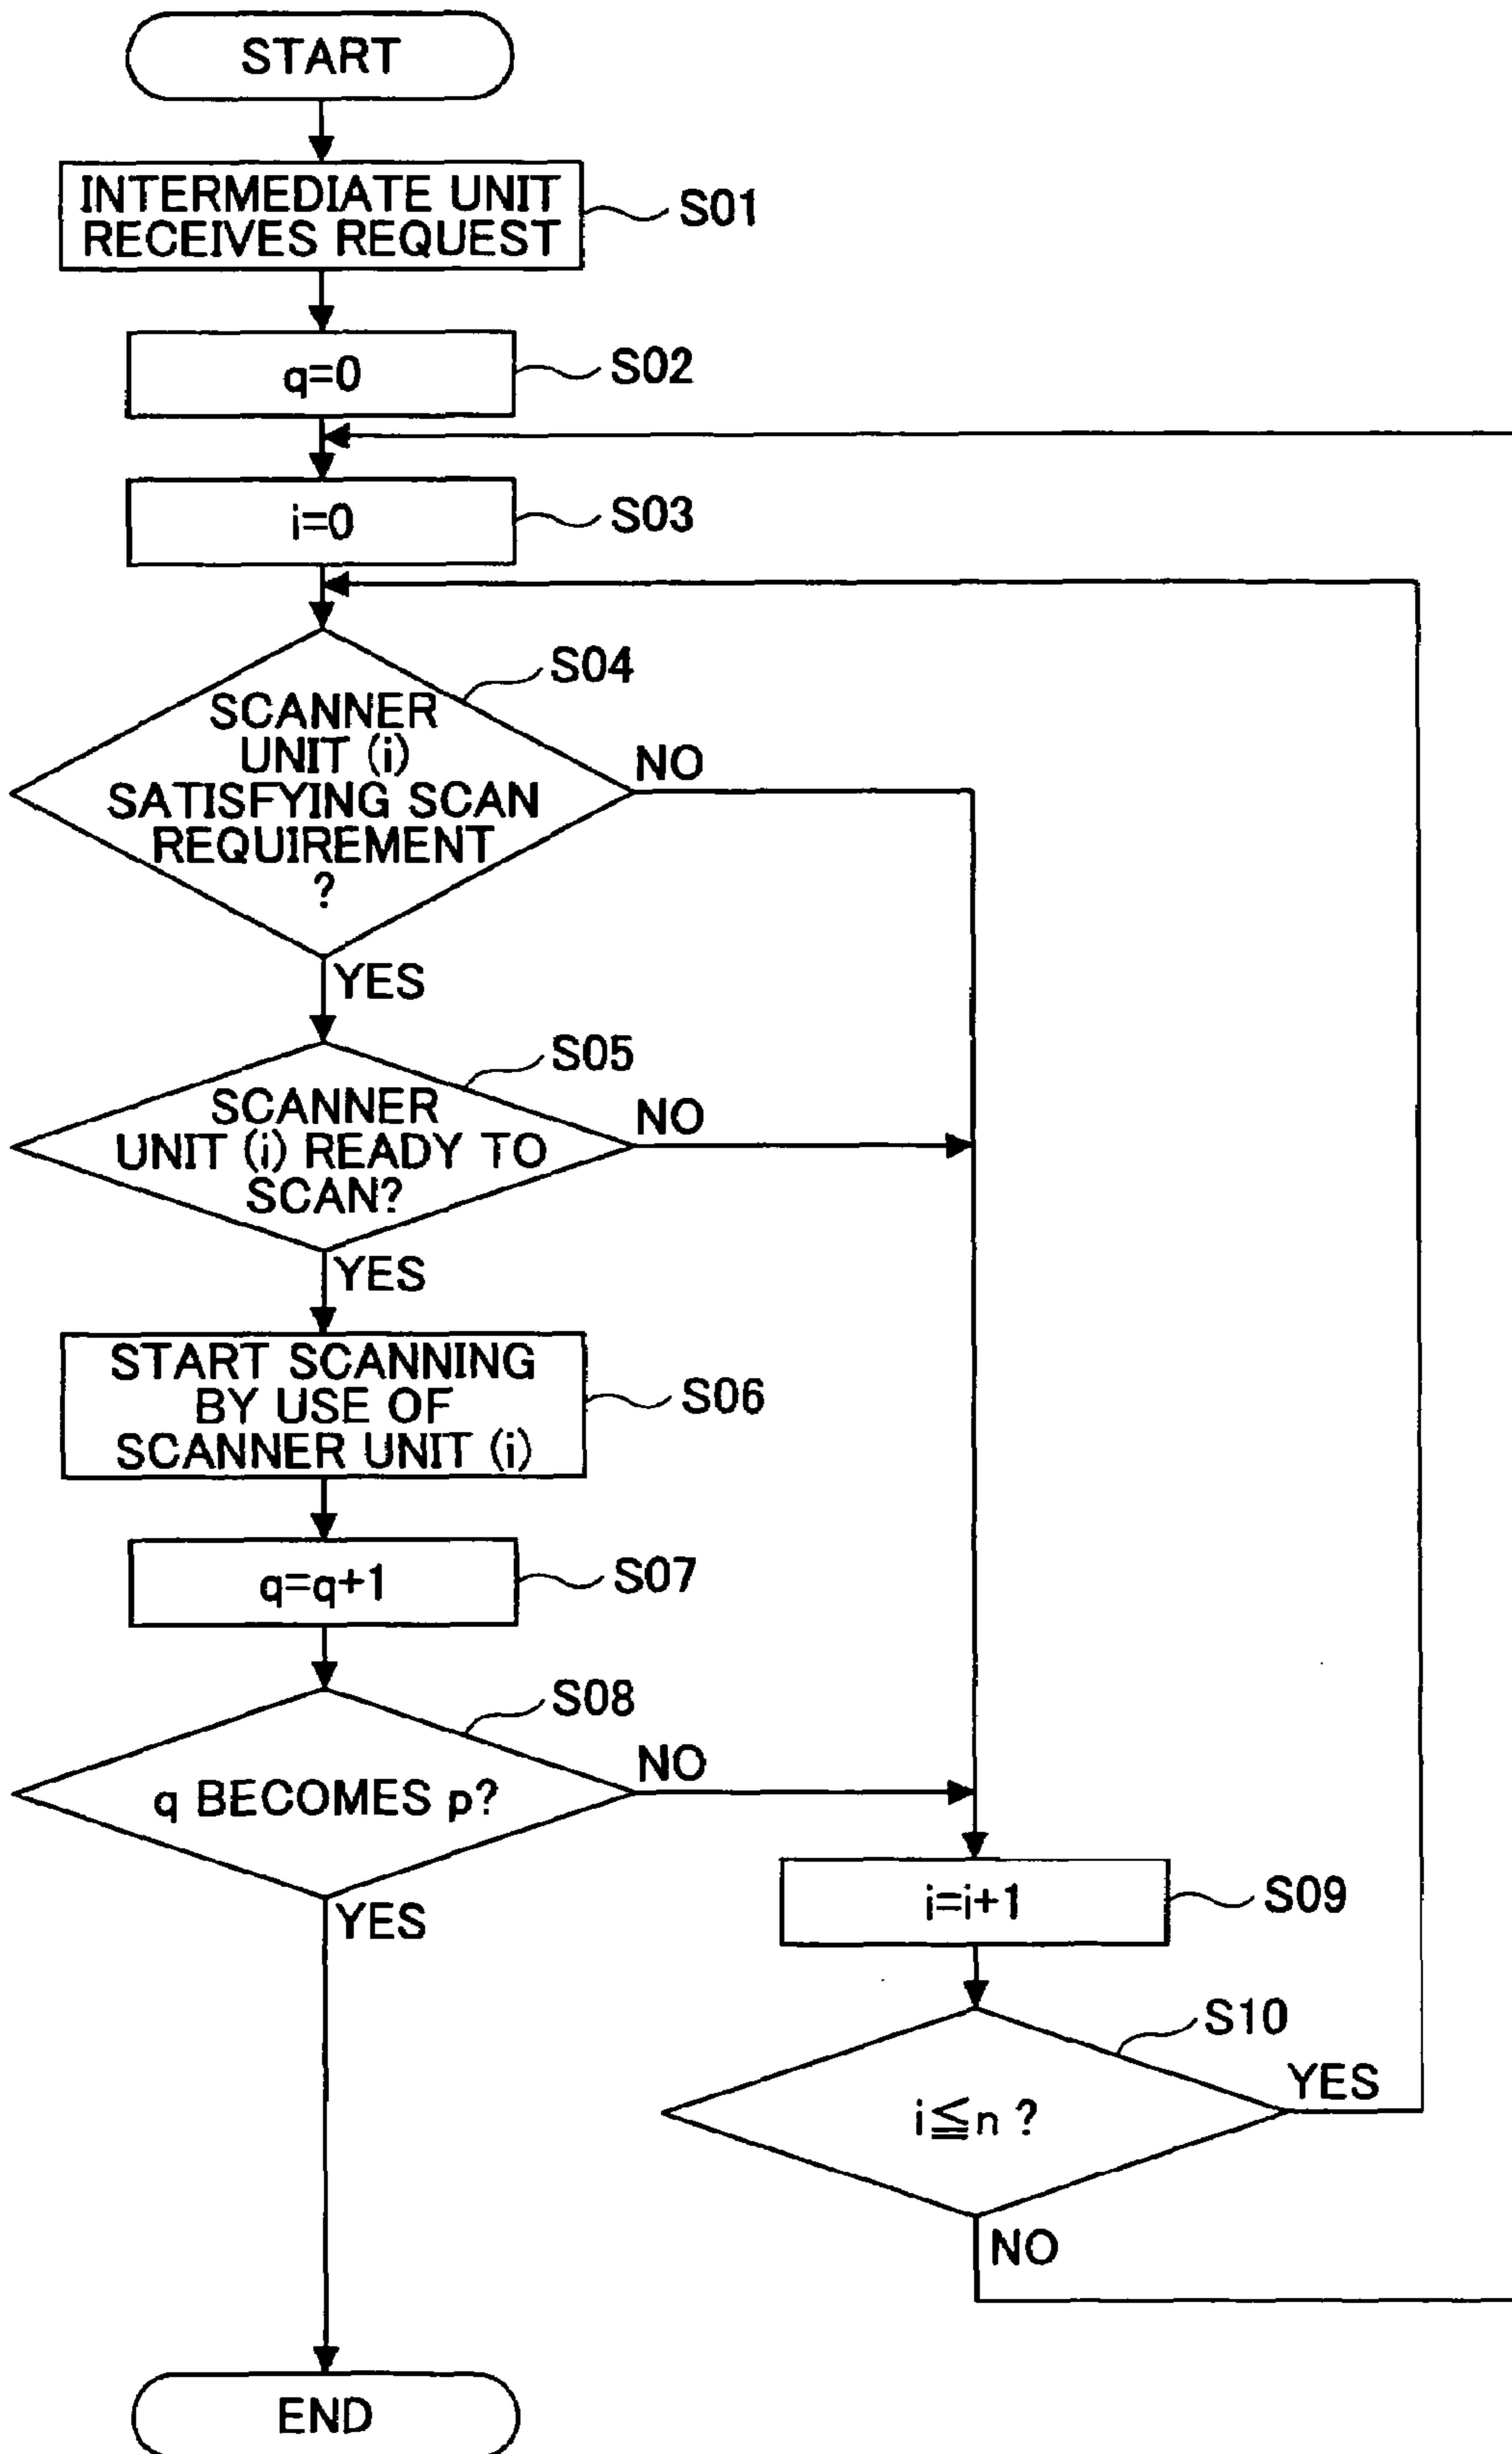 START
INTERMEDIATE UNIT
RECEIVES REQUEST
S01
q=0
S02
i=0
S03
S04
SCANNER
UNIT (i)
SATISFYING SCAN
REQUIREMENT
?
NO
YES
S05
SCANNER
UNIT (i) READY TO
SCAN?
NO
YES
START SCANNING
BY USE OF
SCANNER UNIT (i)
S06
q=q+1
S07
S08
q BECOMES p?
NO
YES
i=i+1
S09
S10
i≦n ?
YES
NO
END